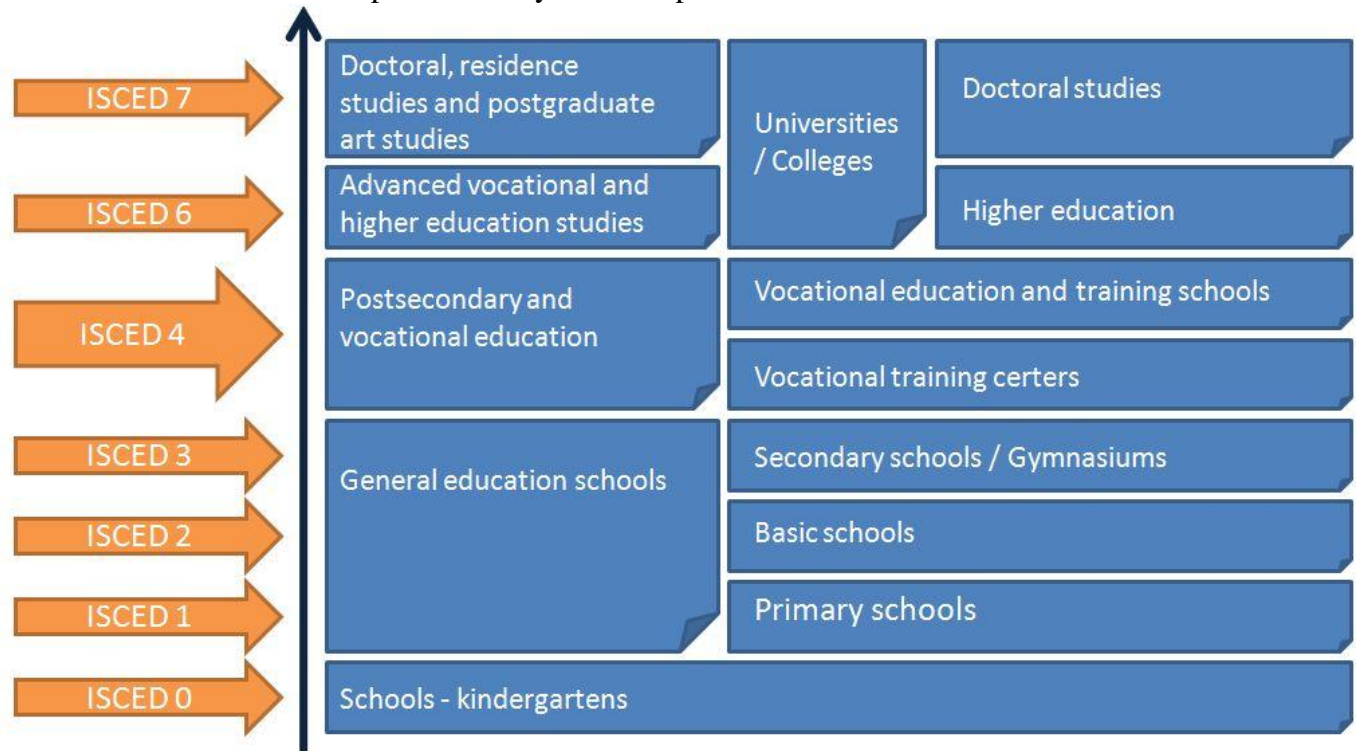 ISCED 7
Doctoral, residence
studies and postgraduate
art studies
Universities
/ Colleges
Doctoral studies
ISCED 6
Advanced vocational and
higher education studies
Higher education
ISCED 4
Postsecondary and
vocational education
Vocational education and training schools
Vocational training certers
ISCED 3
General education schools
Secondary schools / Gymnasiums
ISCED 2
Basic schools
ISCED 1
Primary schools
ISCED 0
Schools - kindergartens